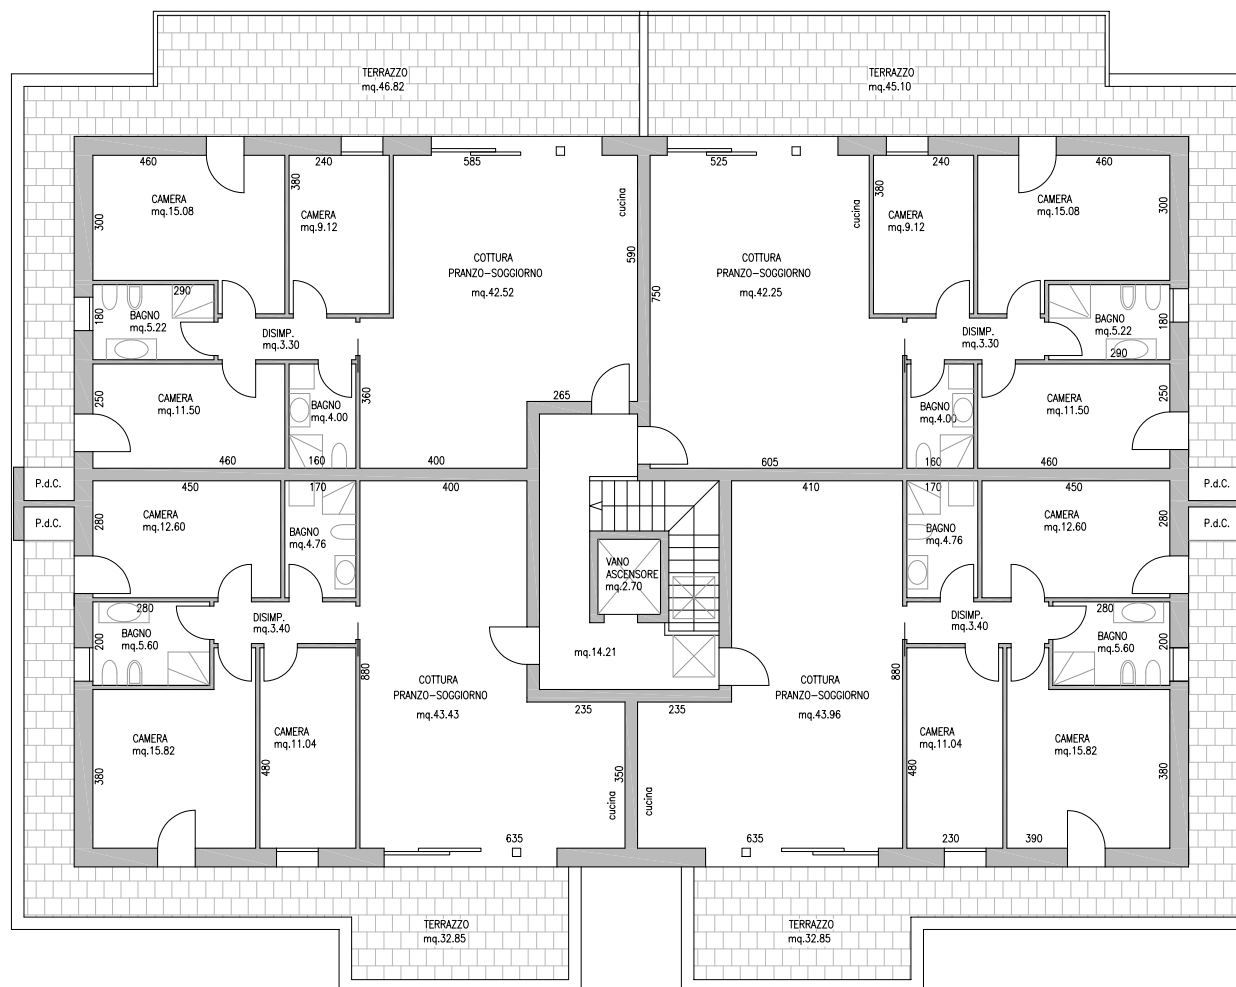 TERRAZZO
mq.46.82
TERRAZZO
mq.45.10
460
240
585
525
240
460
380
380
CAMERA
mq.15.08
CAMERA
mq.9.12
cucina
cucina
CAMERA
mq.9.12
CAMERA
mq.15.08
300
300
COTTURA
PRANZO-SOGGIORNO
mq.42.52
590
COTTURA
PRANZO-SOGGIORNO
mq.42.25
750
290
180
BAGNO
mq.5.22
DISIMP.
mq.3.30
DISIMP.
mq.3.30
BAGNO
mq.5.22
180
290
CAMERA
mq.11.50
250
BAGNO
mq.4.00
360
265
BAGNO
mq.4.00
CAMERA
mq.11.50
250
460
160
400
605
160
460
P.d.C.
P.d.C.
450
170
400
410
170
450
P.d.C.
P.d.C.
280
CAMERA
mq.12.60
BAGNO
mq.4.76
BAGNO
mq.4.76
CAMERA
mq.12.60
280
VANO
ASCENSORE
mq.2.70
280
200
BAGNO
mq.5.60
DISIMP.
mq.3.40
DISIMP.
mq.3.40
280
BAGNO
mq.5.60
200
mq.14.21
880
COTTURA
PRANZO-SOGGIORNO
mq.43.43
235
235
COTTURA
PRANZO-SOGGIORNO
mq.43.96
880
CAMERA
mq.15.82
CAMERA
mq.11.04
CAMERA
mq.11.04
CAMERA
mq.15.82
380
480
350
480
380
cucina
cucina
635
635
230
390
TERRAZZO
mq.32.85
TERRAZZO
mq.32.85